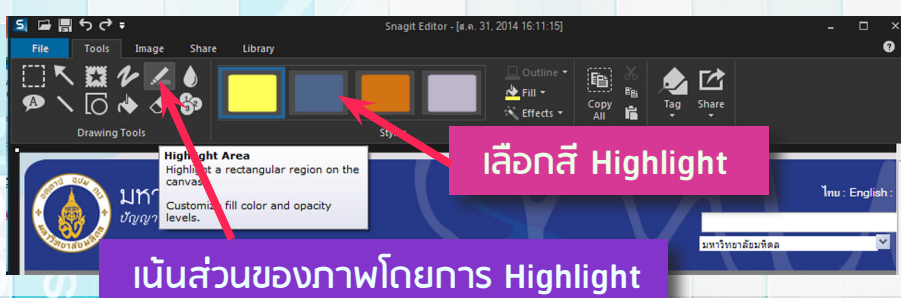 Snagit Editor - [ส.ค. 31, 2014 16:11:15]
File Tools Image Share Library
Outline
Fill
Effects
Copy All
Tag
Share
Drawing Tools
Styles
Highlight Area
Highlight a rectangular region on the canvas.
Customize fill color and opacity levels.
เลือกสี Highlight
ไทย : English :
มหาวิทยาลัยมหิดล
เน้นส่วนของภาพโดยการ Highlight